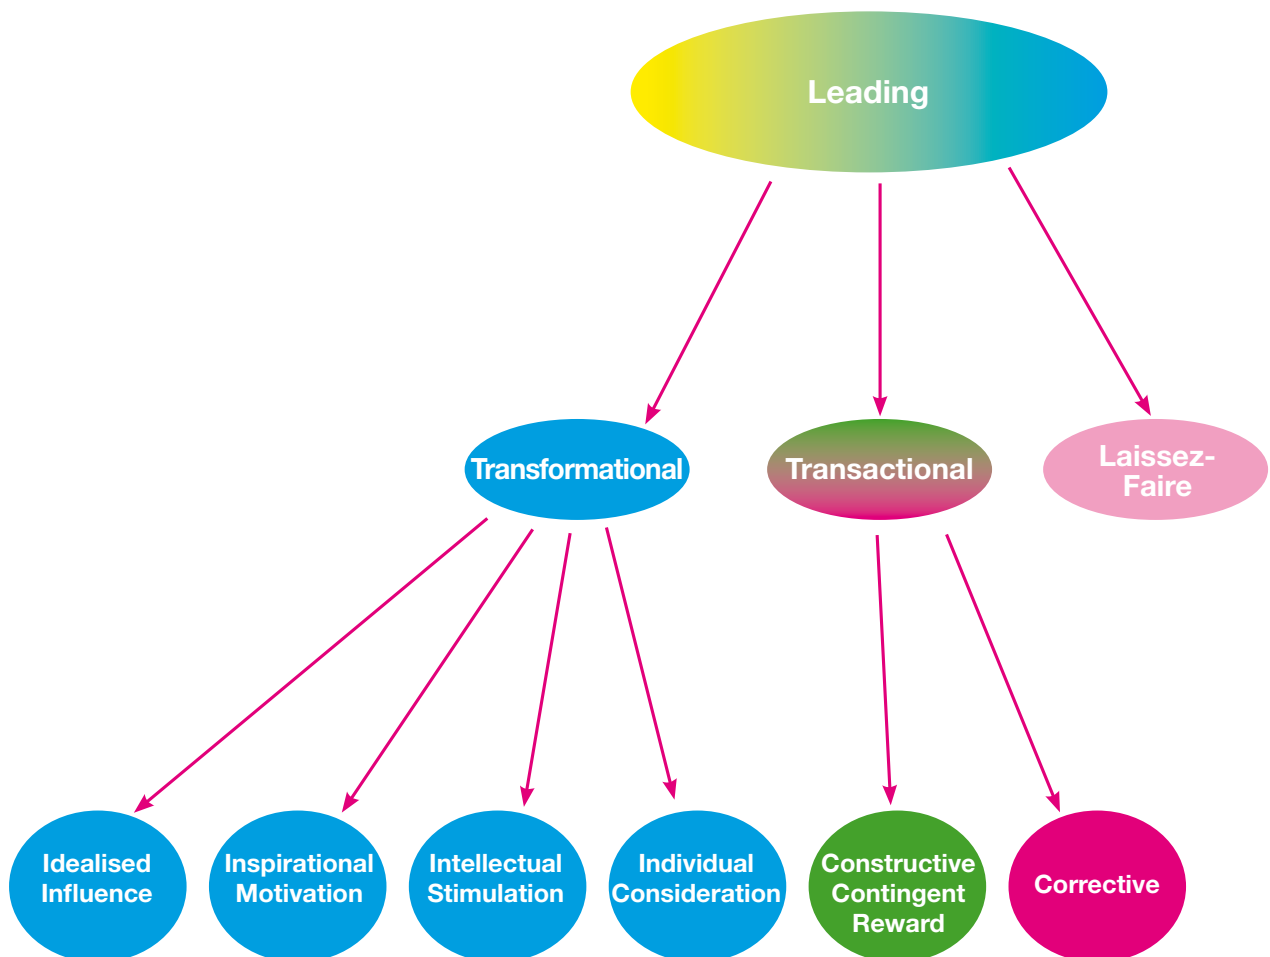 Leading
Transformational
Transactional
Laissez-
Faire
Idealised
Influence
Inspirational
Motivation
Intellectual
Stimulation
Individual
Consideration
Constructive
Contingent
Reward
Corrective